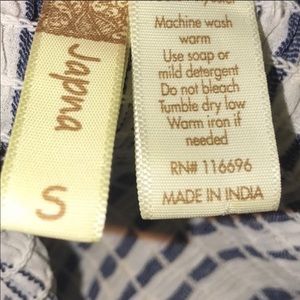 Japna
S
Machine wash
warm
Use soap or
mild detergent
Do not bleach
Tumble dry low
Warm iron if
needed
RN# 116696
MADE IN INDIA